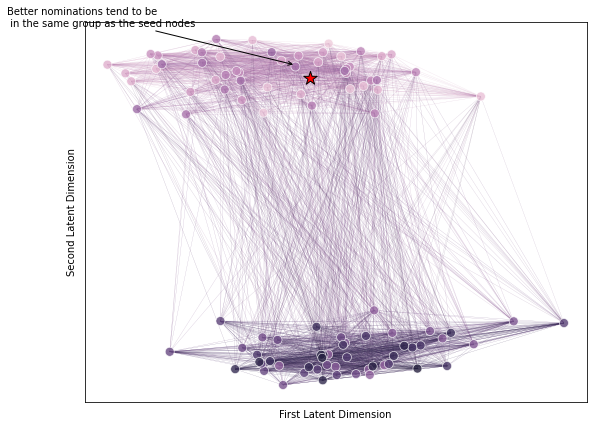 Better nominations tend to be
in the same group as the seed nodes
Second Latent Dimension
First Latent Dimension